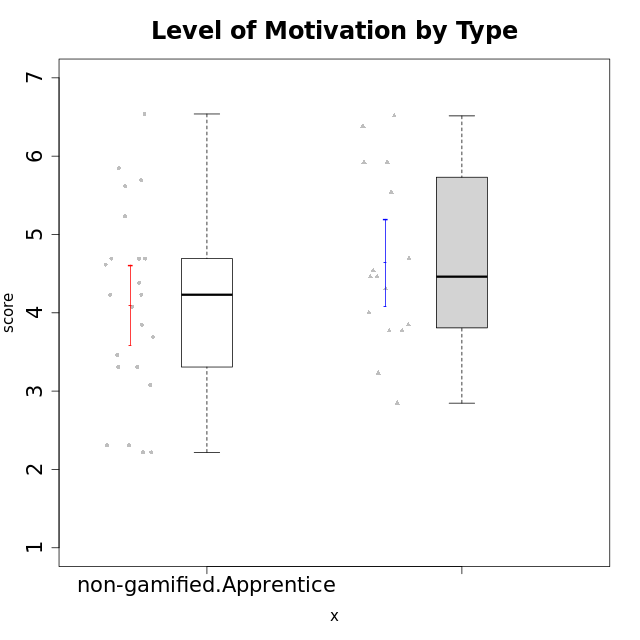 Level of Motivation by Type
7
6
5
4
3
2
1
score
non-gamified.Apprentice
x